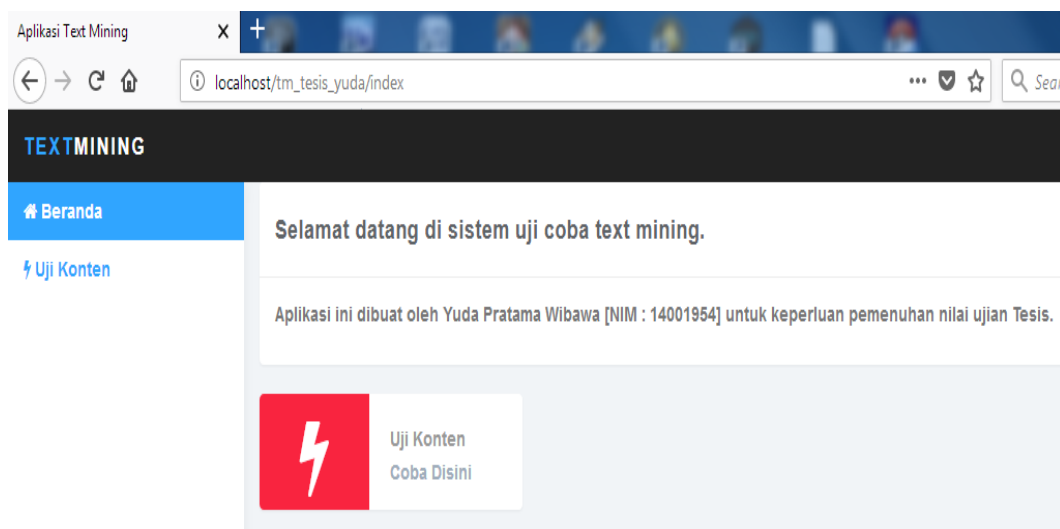 Aplikasi Text Mining
localhost/tm_tesis_yuda/index
TEXTMINING
Beranda
Uji Konten
Selamat datang di sistem uji coba text mining.
Aplikasi ini dibuat oleh Yuda Pratama Wibawa [NIM : 14001954] untuk keperluan pemenuhan nilai ujian Tesis.
Uji Konten
Coba Disini